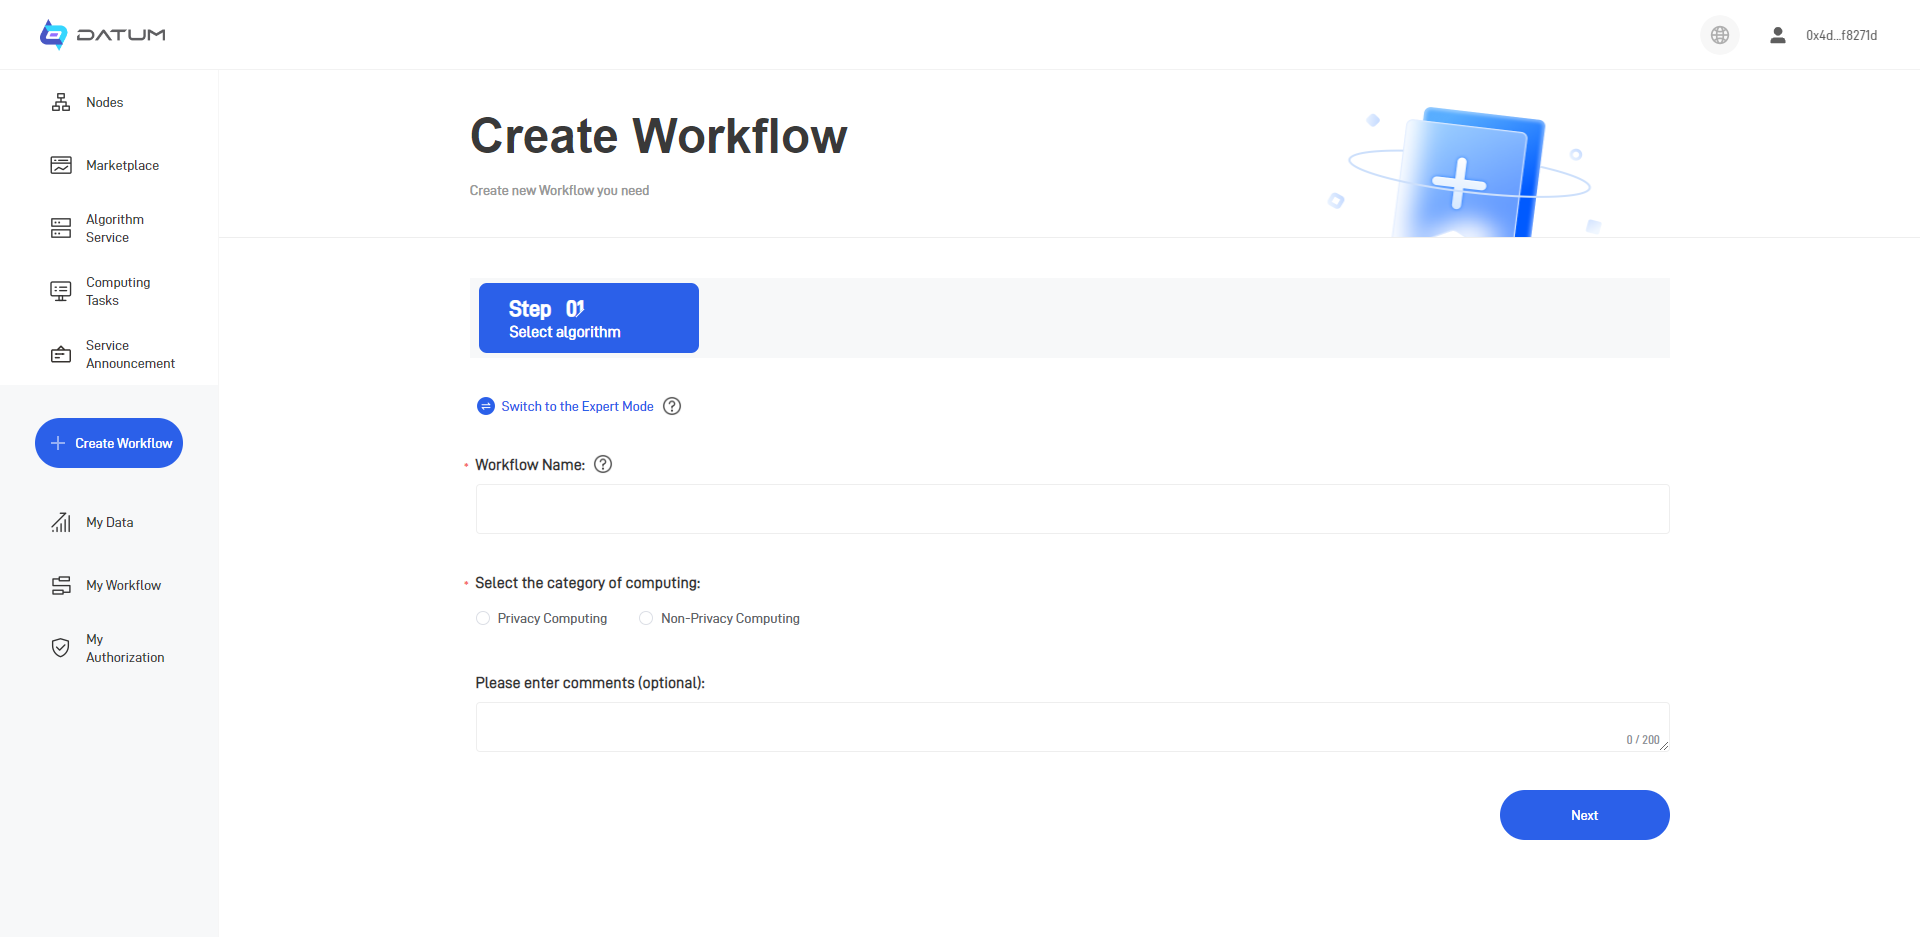 DATUM
0x4d...f8271d
Nodes
Marketplace
Algorithm
Service
Computing
Tasks
Service
Announcement
Create Workflow
My Data
My Workflow
My
Authorization
Create Workflow
Create new Workflow you need
Step 01
Select algorithm
Switch to the Expert Mode ?
* Workflow Name: ?
* Select the category of computing:
Privacy Computing Non-Privacy Computing
Please enter comments (optional):
0 / 200
Next